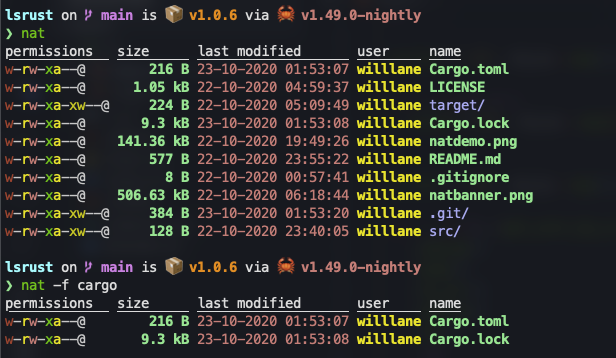 lsrust on main is 📦 v1.0.6 via 🦀 v1.49.0-nightly
❯ nat
permissions size last modified user name
w-rw-xa--@ 216 B 23-10-2020 01:53:07 willlane Cargo.toml
w-rw-xa--@ 1.05 kB 22-10-2020 04:59:37 willlane LICENSE
w-rw-xa-xw--@ 224 B 22-10-2020 05:09:49 willlane target/
w-rw-xa--@ 9.3 kB 23-10-2020 01:53:08 willlane Cargo.lock
w-rw-xa--@ 141.36 kB 22-10-2020 19:49:26 willlane natdemo.png
w-rw-xa--@ 577 B 22-10-2020 23:55:22 willlane README.md
w-rw-xa--@ 8 B 22-10-2020 00:57:41 willlane .gitignore
w-rw-xa--@ 506.63 kB 22-10-2020 06:18:44 willlane natbanner.png
w-rw-xa-xw--@ 384 B 23-10-2020 01:53:20 willlane .git/
w-rw-xa-xw--@ 128 B 22-10-2020 23:40:05 willlane src/
lsrust on main is 📦 v1.0.6 via 🦀 v1.49.0-nightly
❯ nat -f cargo
permissions size last modified user name
w-rw-xa--@ 216 B 23-10-2020 01:53:07 willlane Cargo.toml
w-rw-xa--@ 9.3 kB 23-10-2020 01:53:08 willlane Cargo.lock